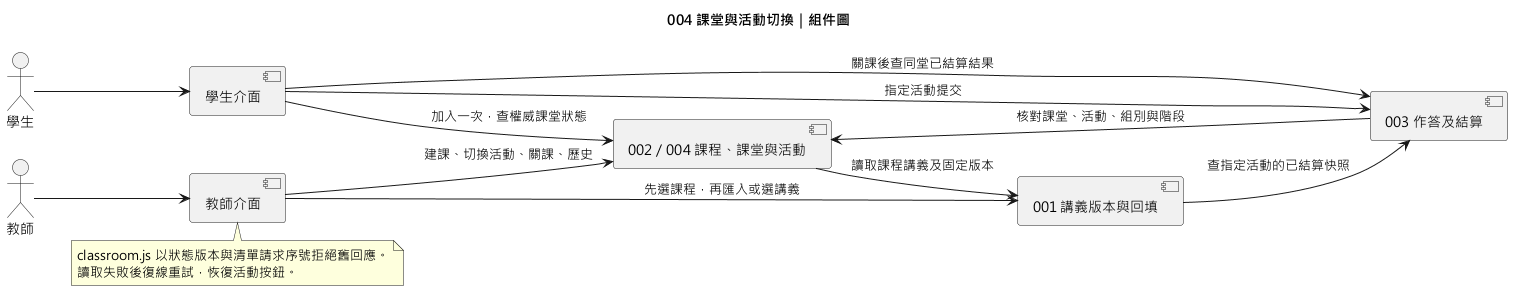 004 課堂與活動切換 | 組件圖
關課後查同堂已結算結果
學生介面
指定活動提交
學生
加入一次，查權威課堂狀態
核對課堂、活動、組別與階段
003 作答及結算
002 / 004 課程、課堂與活動
建課、切換活動、關課、歷史
讀取課程講義及固定版本
查指定活動的已結算快照
先選課程，再匯入或選講義
教師介面
001 講義版本與回填
教師
classroom.js 以狀態版本與清單請求序號拒絕舊回應。
讀取失敗後復線重試，恢復活動按鈕。